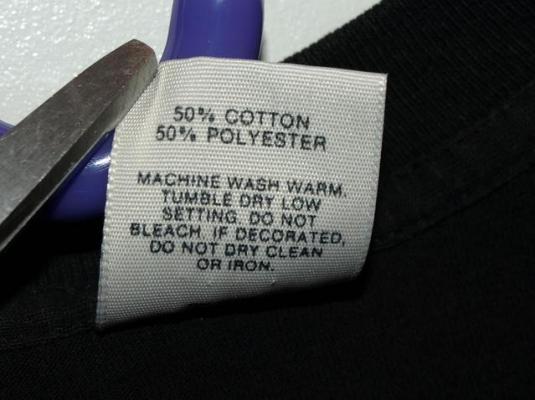 50% COTTON
50% POLYESTER
MACHINE WASH WARM.
TUMBLE DRY LOW
SETTING. DO NOT
BLEACH. IF DECORATED,
DO NOT DRY CLEAN
OR IRON.